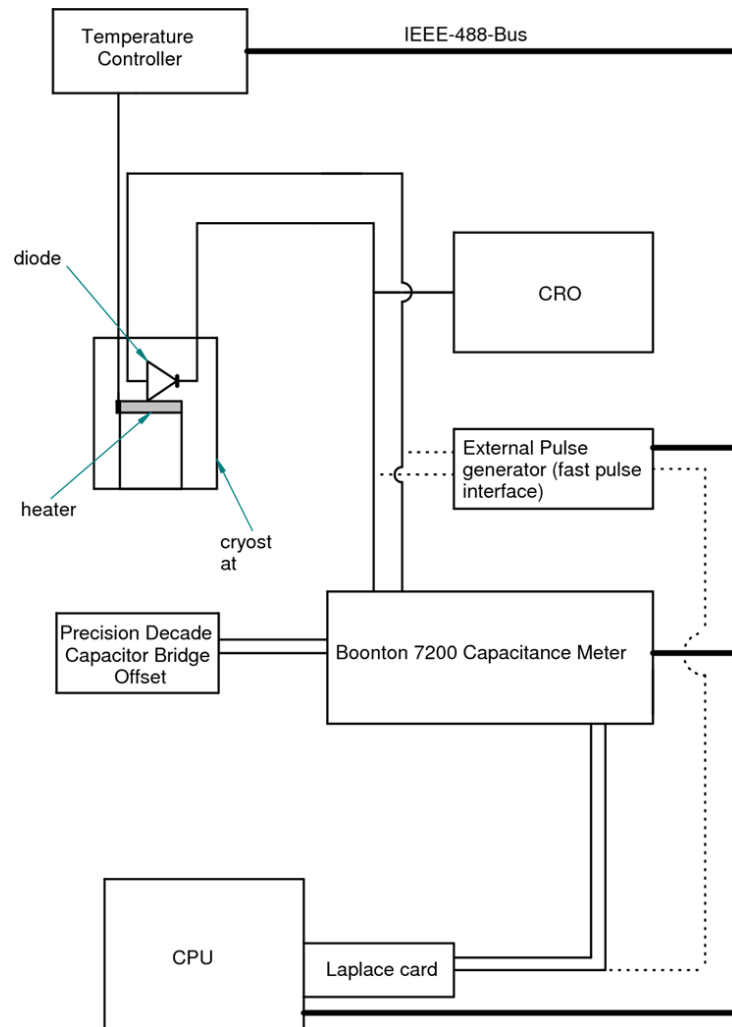 Temperature
Controller
IEEE-488-Bus
diode
CRO
External Pulse
generator (fast pulse
interface)
heater
cryost
at
Precision Decade
Capacitor Bridge
Offset
Boonton 7200 Capacitance Meter
CPU
Laplace card